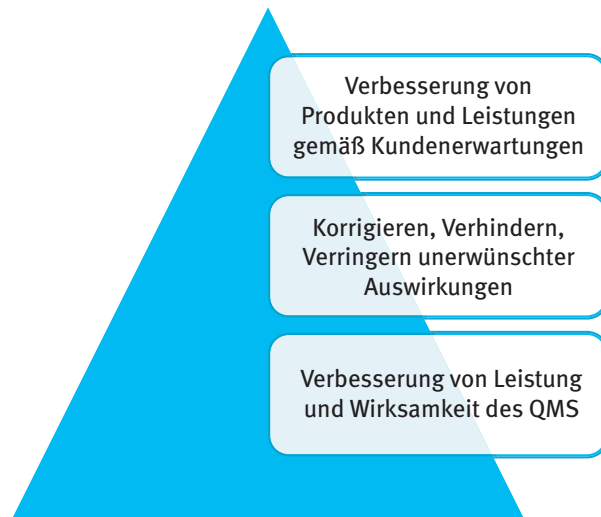 Verbesserung von
Produkten und Leistungen
gemäß Kundenerwartungen
Korrigieren, Verhindern,
Verringern unerwünschter
Auswirkungen
Verbesserung von Leistung
und Wirksamkeit des QMS